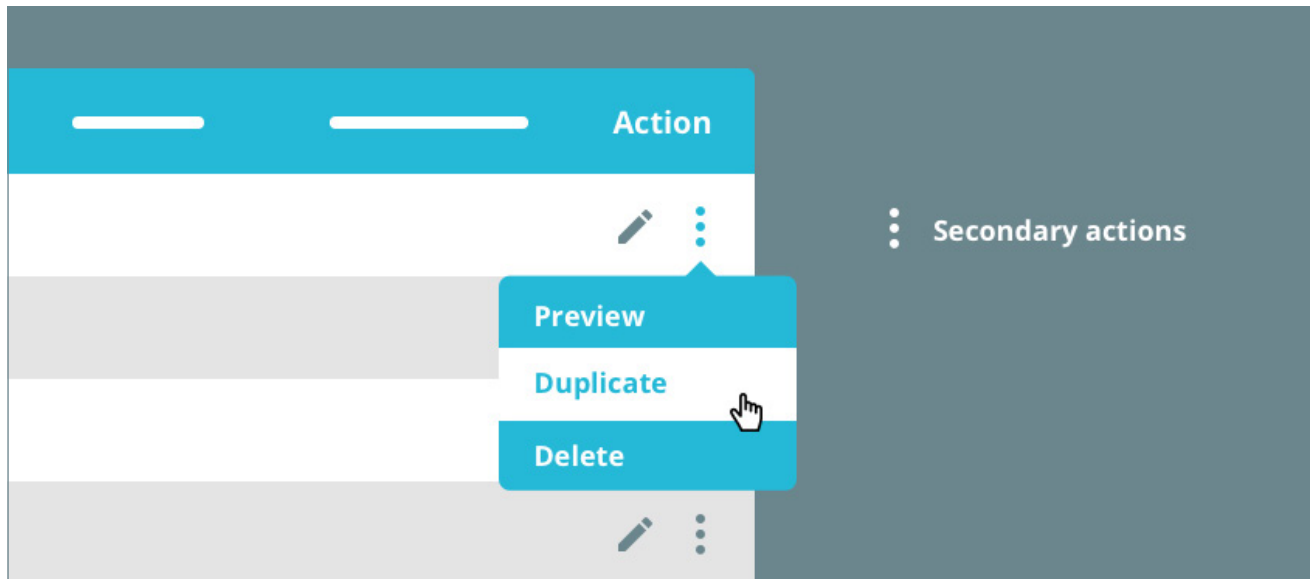 Action
Secondary actions
Preview
Duplicate
Delete